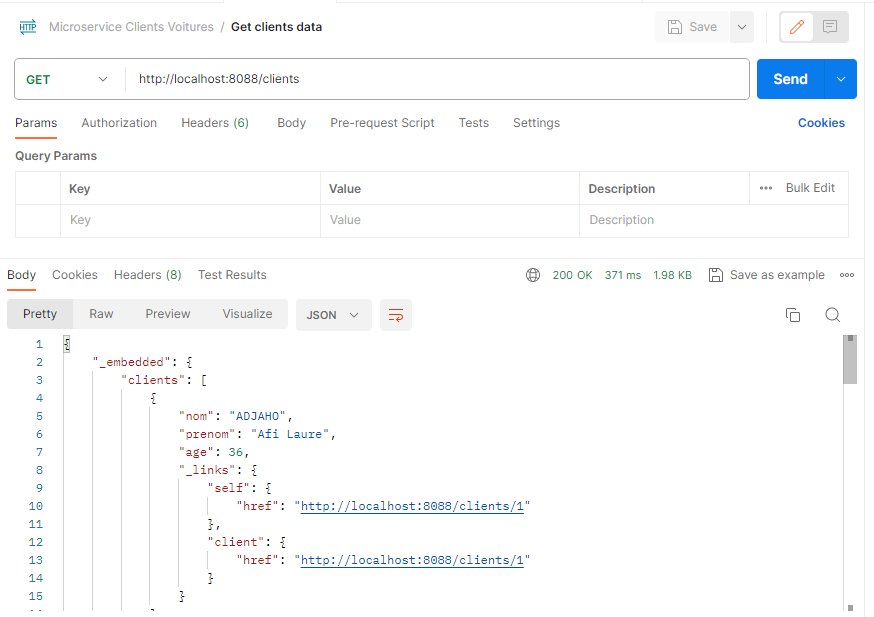 HTTP Microservice Clients Voitures / Get clients data Save
GET http://localhost:8088/clients Send
Params Authorization Headers (6) Body Pre-request Script Tests Settings Cookies
Query Params
Key Value Description ••• Bulk Edit
Key Value Description
Body Cookies Headers (8) Test Results 200 OK 371 ms 1.98 KB Save as example
Pretty Raw Preview Visualize JSON
1 {
2 "_embedded": {
3 "clients": [
4 {
5 "nom": "ADJAHO",
6 "prenom": "Afi Laure",
7 "age": 36,
8 "_links": {
9 "self": {
10 "href": "http://localhost:8088/clients/1"
11 },
12 "client": {
13 "href": "http://localhost:8088/clients/1"
14 }
15 }